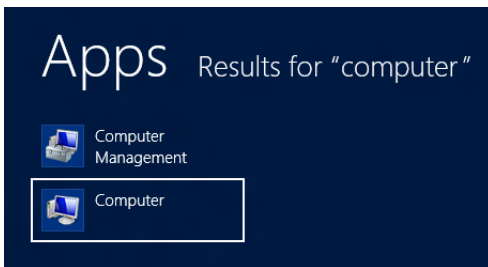 Apps Results for “computer”
Computer
Management
Computer